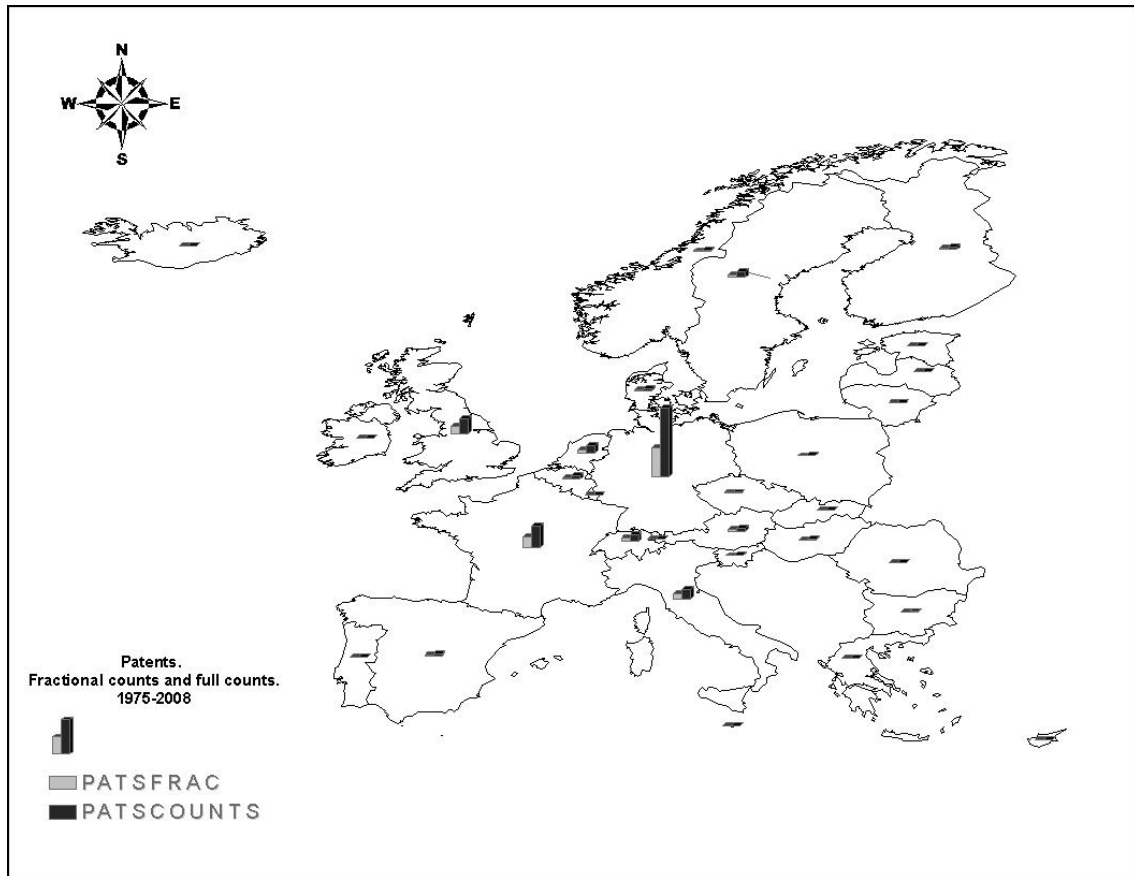 N
W E
S
Patents.
Fractional counts and full counts.
1975-2008
PATSFRAC
PATSCOUNTS